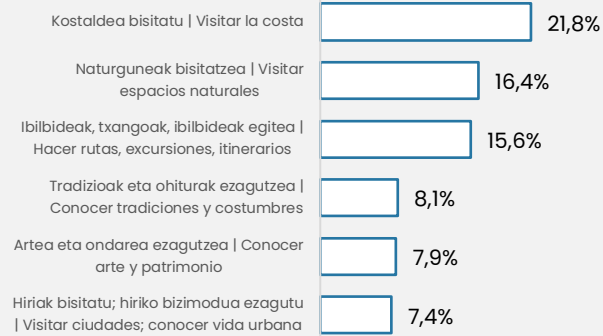 Kostaldea bisitatu | Visitar la costa
21,8%
Naturguneak bisitatzea | Visitar
espacios naturales
16,4%
Ibilbideak, txangoak, ibilbideak egitea |
Hacer rutas, excursiones, itinerarios
15,6%
Tradizioak eta ohiturak ezagutzea |
Conocer tradiciones y costumbres
8,1%
Artea eta ondarea ezagutzea | Conocer
arte y patrimonio
7,9%
Hiriak bisitatu; hiriko bizimodua ezagutu
| Visitar ciudades; conocer vida urbana
7,4%